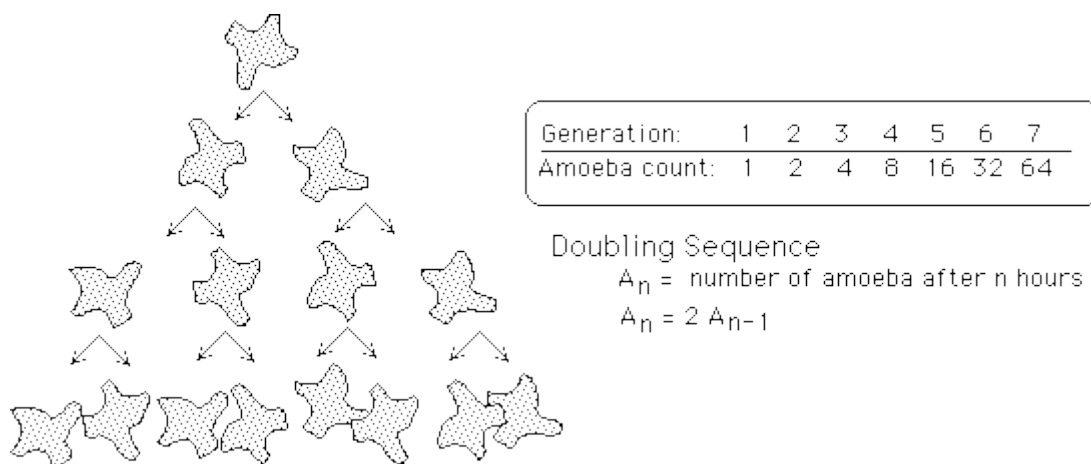 Generation: 1 2 3 4 5 6 7
Amoeba count: 1 2 4 8 16 32 64
Doubling Sequence
An = number of amoeba after n hours
An = 2 An-1